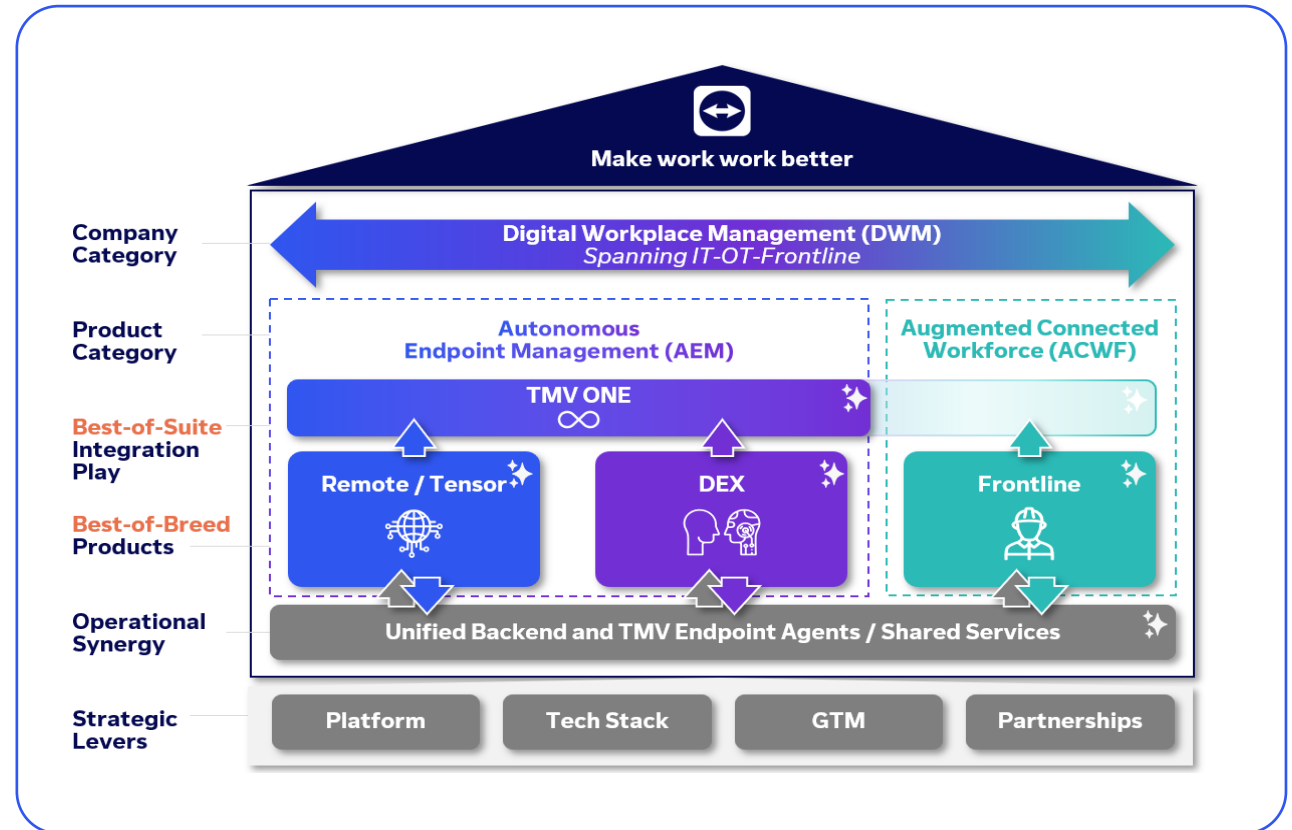 Make work work better
Company
Category
Digital Workplace Management (DWM)
Spanning IT-OT-Frontline
Product
Category
Autonomous
Endpoint Management (AEM)
Augmented Connected
Workforce (ACWF)
Best-of-Suite
Integration
Play
TMV ONE
Best-of-Breed
Products
Remote / Tensor
DEX
Frontline
Operational
Synergy
Unified Backend and TMV Endpoint Agents / Shared Services
Strategic
Levers
Platform
Tech Stack
GTM
Partnerships